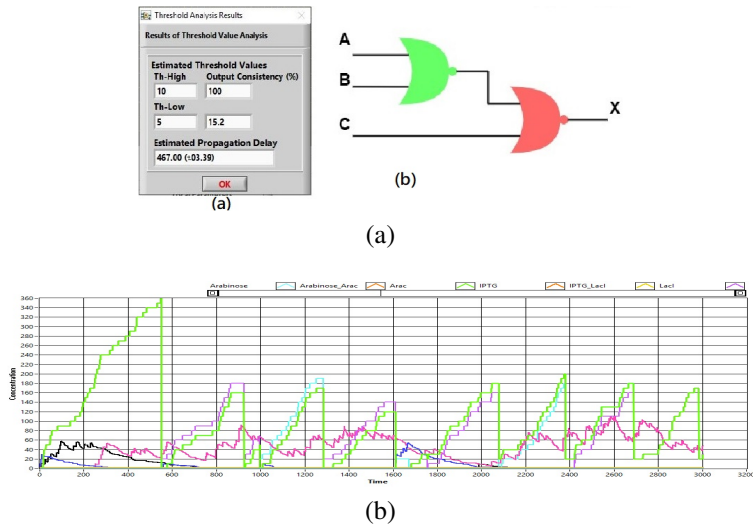 Threshold Analysis Results
Results of Threshold Value Analysis
Estimated Threshold Values
Th-High Output Consistency (%)
10 100
Th-Low
5 15.2
Estimated Propagation Delay
467.00 (±03.39)
OK
(a)
A
B
C
X
(b)
(a)
Arabinose Arabinose_Arac Arac IPTG IPTG_LacI LacI
360
340
320
300
280
260
240
220
200
180
160
140
120
100
80
60
40
20
0
Concentration
0 200 400 600 800 1000 1200 1400 1600 1800 2000 2200 2400 2600 2800 3000 3200
Time
(b)